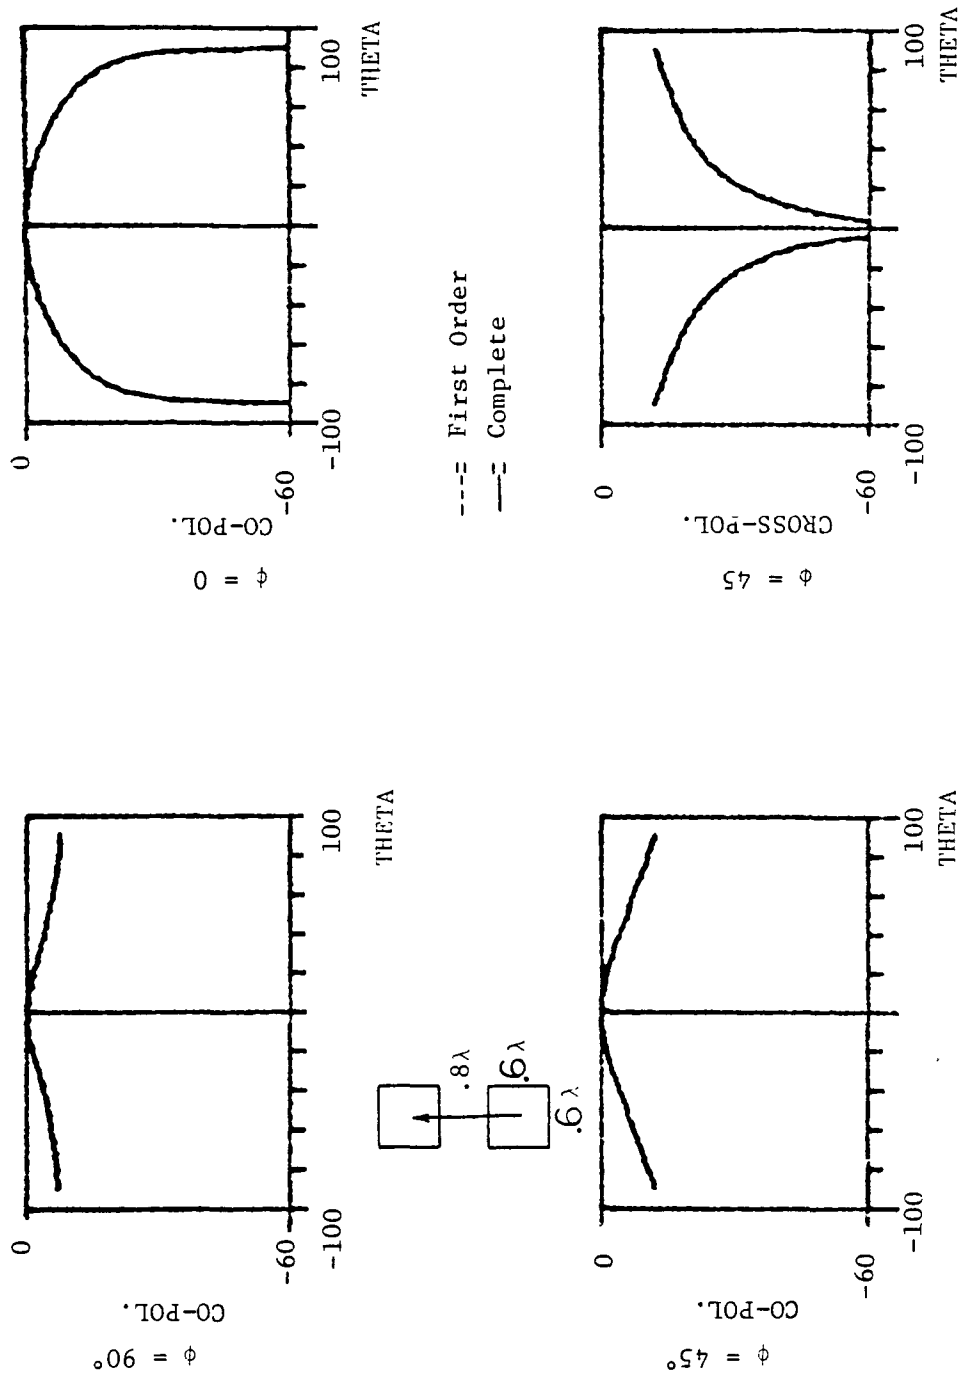 φ = 90°
CO-POL.
0
-60
-100
100
THETA
φ = 0
CO-POL.
0
-60
-100
100
THETA
.8λ
.6λ
.6λ
---= First Order
—= Complete
φ = 45°
CO-POL.
0
-60
-100
100
THETA
φ = 45
CROSS-POL.
0
-60
-100
100
THETA